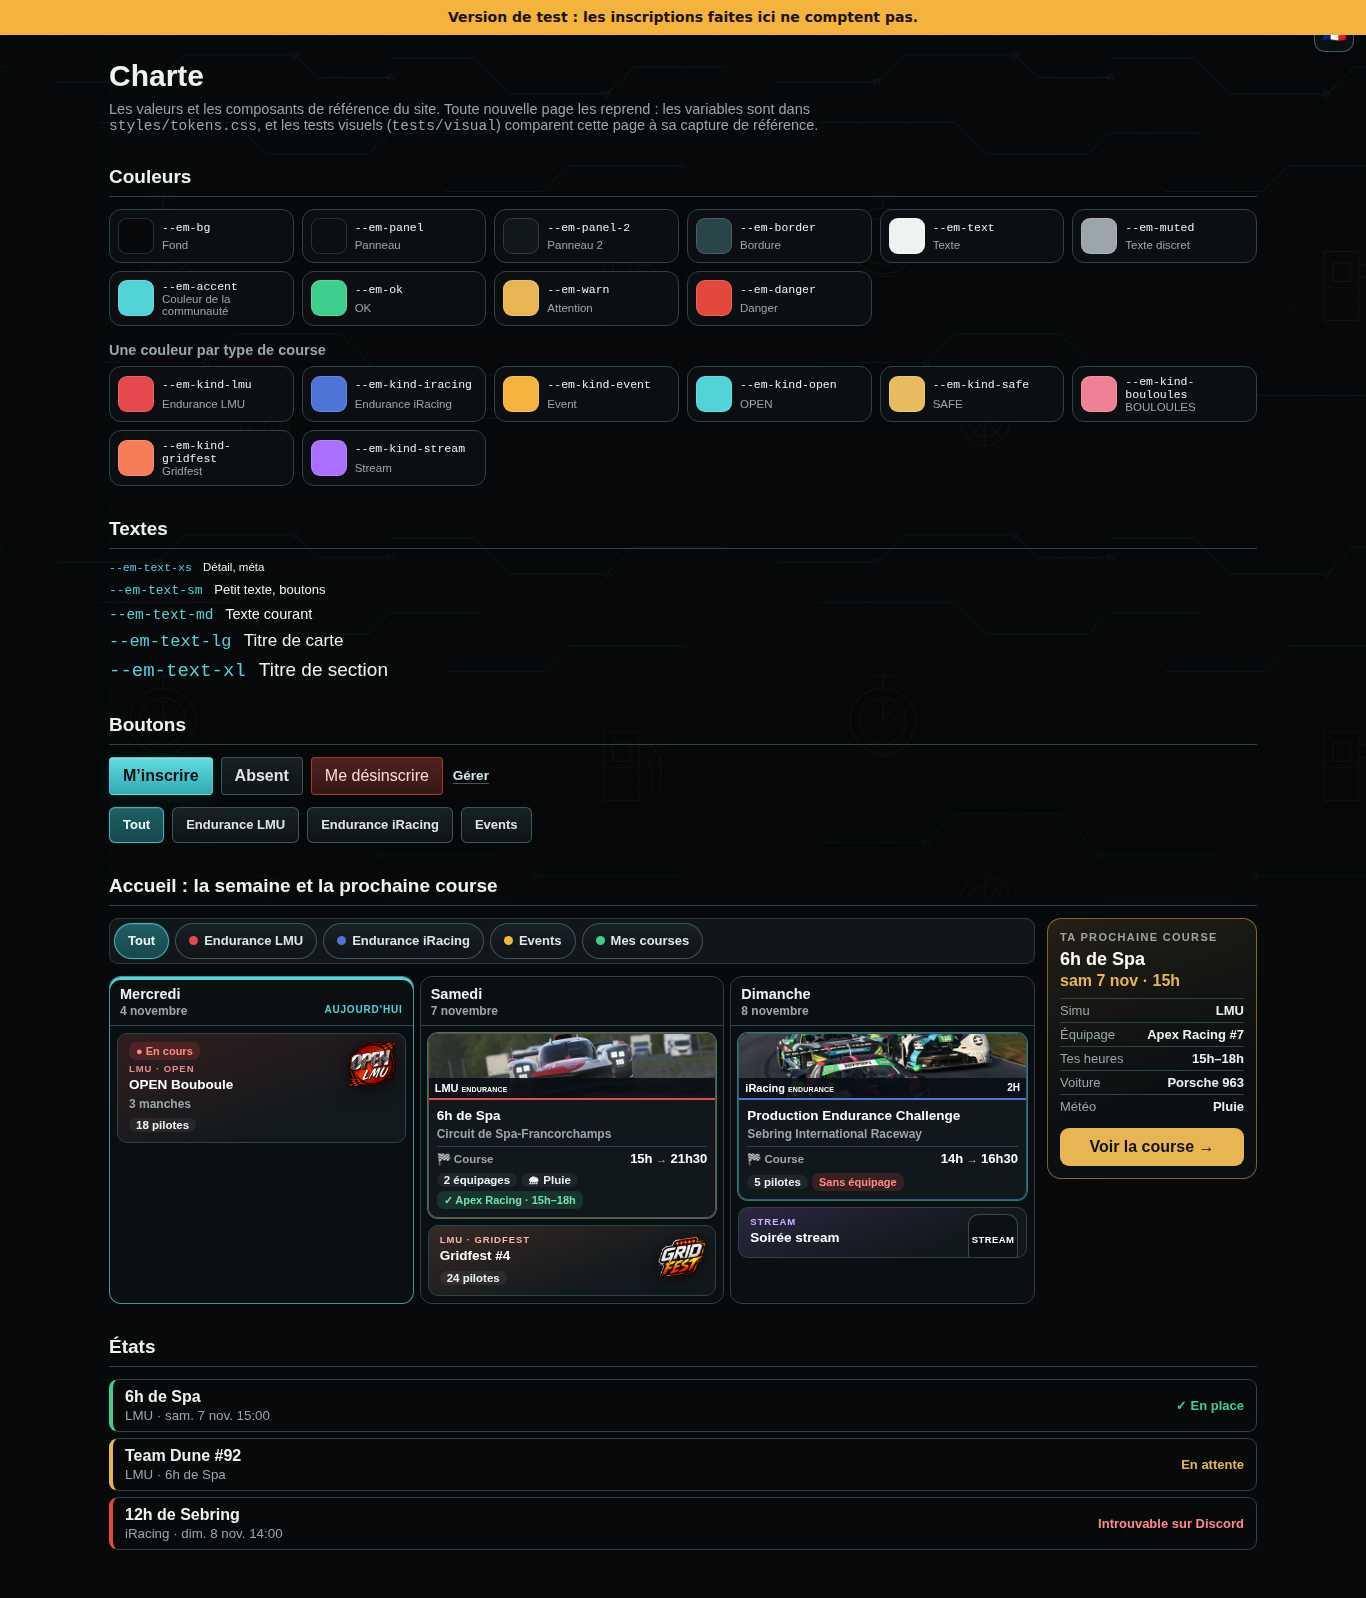 Version de test : les inscriptions faites ici ne comptent pas.
Charte
Les valeurs et les composants de référence du site. Toute nouvelle page les reprend : les variables sont dans
styles/tokens.css, et les tests visuels (tests/visual) comparent cette page à sa capture de référence.
Couleurs
--em-bg
Fond
--em-panel
Panneau
--em-panel-2
Panneau 2
--em-border
Bordure
--em-text
Texte
--em-muted
Texte discret
--em-accent
Couleur de la
communauté
--em-ok
OK
--em-warn
Attention
--em-danger
Danger
Une couleur par type de course
--em-kind-lmu
Endurance LMU
--em-kind-iracing
Endurance iRacing
--em-kind-event
Event
--em-kind-open
OPEN
--em-kind-safe
SAFE
--em-kind-
bouloules
BOULOULES
--em-kind-
gridfest
Gridfest
--em-kind-stream
Stream
Textes
--em-text-xs Détail, méta
--em-text-sm Petit texte, boutons
--em-text-md Texte courant
--em-text-lg Titre de carte
--em-text-xl Titre de section
Boutons
M’inscrire Absent Me désinscrire Gérer
Tout Endurance LMU Endurance iRacing Events
Accueil : la semaine et la prochaine course
Tout Endurance LMU Endurance iRacing Events Mes courses
Mercredi
4 novembre AUJOURD’HUI
● En cours
LMU · OPEN
OPEN Bouboule
3 manches
18 pilotes
OPEN
LMU
Samedi
7 novembre
LMU ENDURANCE
6h de Spa
Circuit de Spa-Francorchamps
🏁 Course 15h → 21h30
2 équipages 🌧 Pluie
✓ Apex Racing · 15h–18h
LMU · GRIDFEST
Gridfest #4
24 pilotes
GRID
FEST
Dimanche
8 novembre
iRacing ENDURANCE 2H
Production Endurance Challenge
Sebring International Raceway
🏁 Course 14h → 16h30
5 pilotes Sans équipage
STREAM
Soirée stream
STREAM
TA PROCHAINE COURSE
6h de Spa
sam 7 nov · 15h
Simu LMU
Équipage Apex Racing #7
Tes heures 15h–18h
Voiture Porsche 963
Météo Pluie
Voir la course →
États
6h de Spa
LMU · sam. 7 nov. 15:00
✓ En place
Team Dune #92
LMU · 6h de Spa
En attente
12h de Sebring
iRacing · dim. 8 nov. 14:00
Introuvable sur Discord